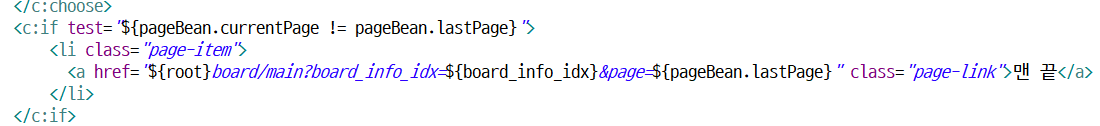 </c:choose>
<c:if test="${pageBean.currentPage != pageBean.lastPage}">
<li class="page-item">
<a href="${root}board/main?board_info_idx=${board_info_idx}&page=${pageBean.lastPage}" class="page-link">맨 끝</a>
</li>
</c:if>